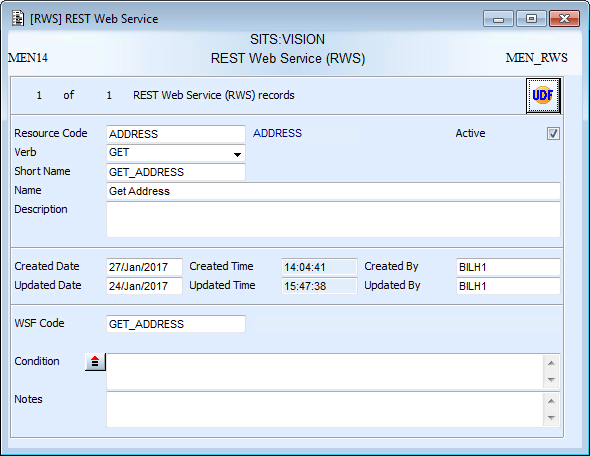 [RWS] REST Web Service
SITS:VISION
MEN14 REST Web Service (RWS) MEN_RWS
1 of 1 REST Web Service (RWS) records UDF
Resource Code ADDRESS ADDRESS Active
Verb GET
Short Name GET_ADDRESS
Name Get Address
Description
Created Date 27/Jan/2017 Created Time 14:04:41 Created By BILH1
Updated Date 24/Jan/2017 Updated Time 15:47:38 Updated By BILH1
WSF Code GET_ADDRESS
Condition
Notes